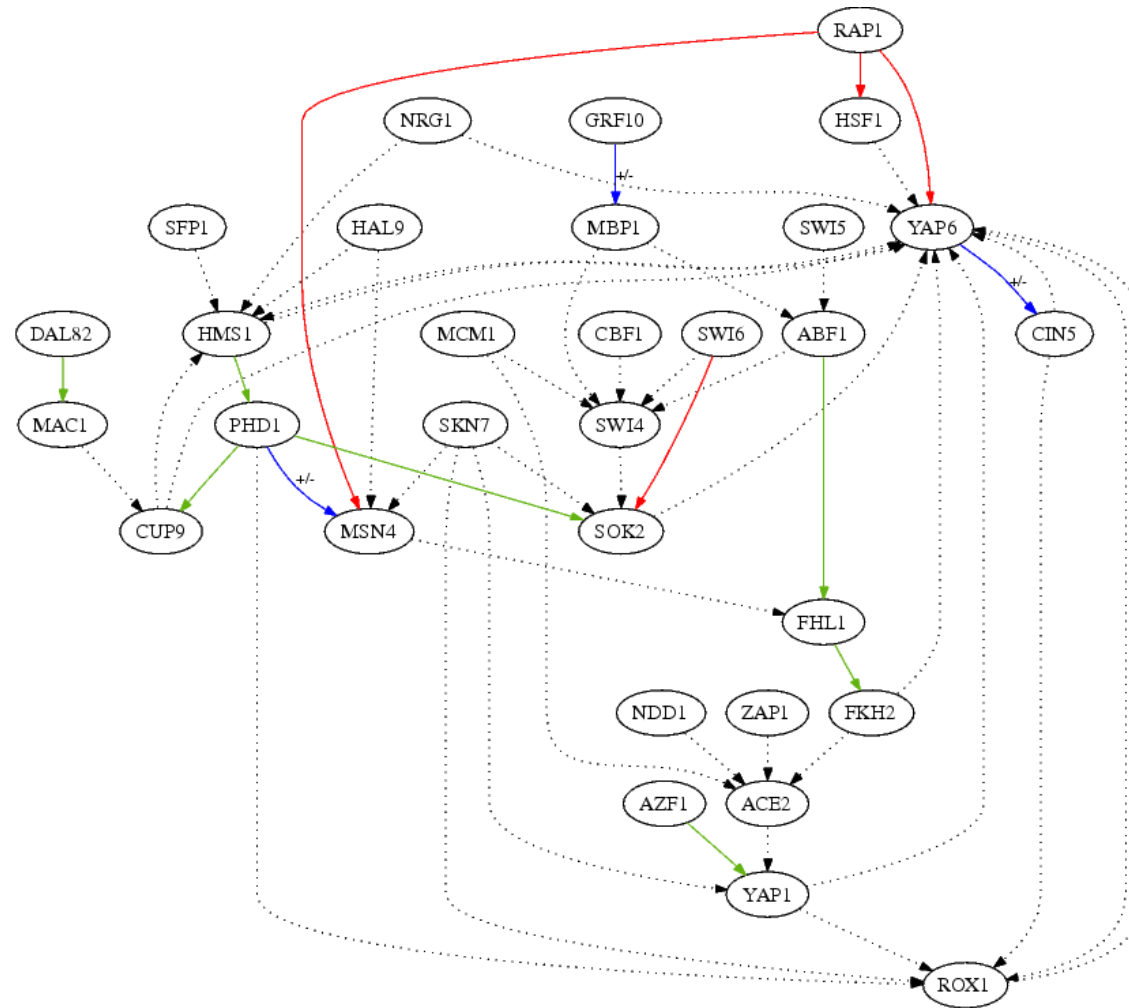 RAP1
NRG1
GRF10
HSF1
+/-
SFP1
HAL9
MBP1
SWI5
YAP6
+/-
DAL82
HMS1
MCM1
CBF1
SWI6
ABF1
CIN5
MAC1
PHD1
SKN7
SWI4
+/-
CUP9
MSN4
SOK2
FHL1
NDD1
ZAP1
FKH2
AZF1
ACE2
YAP1
ROX1